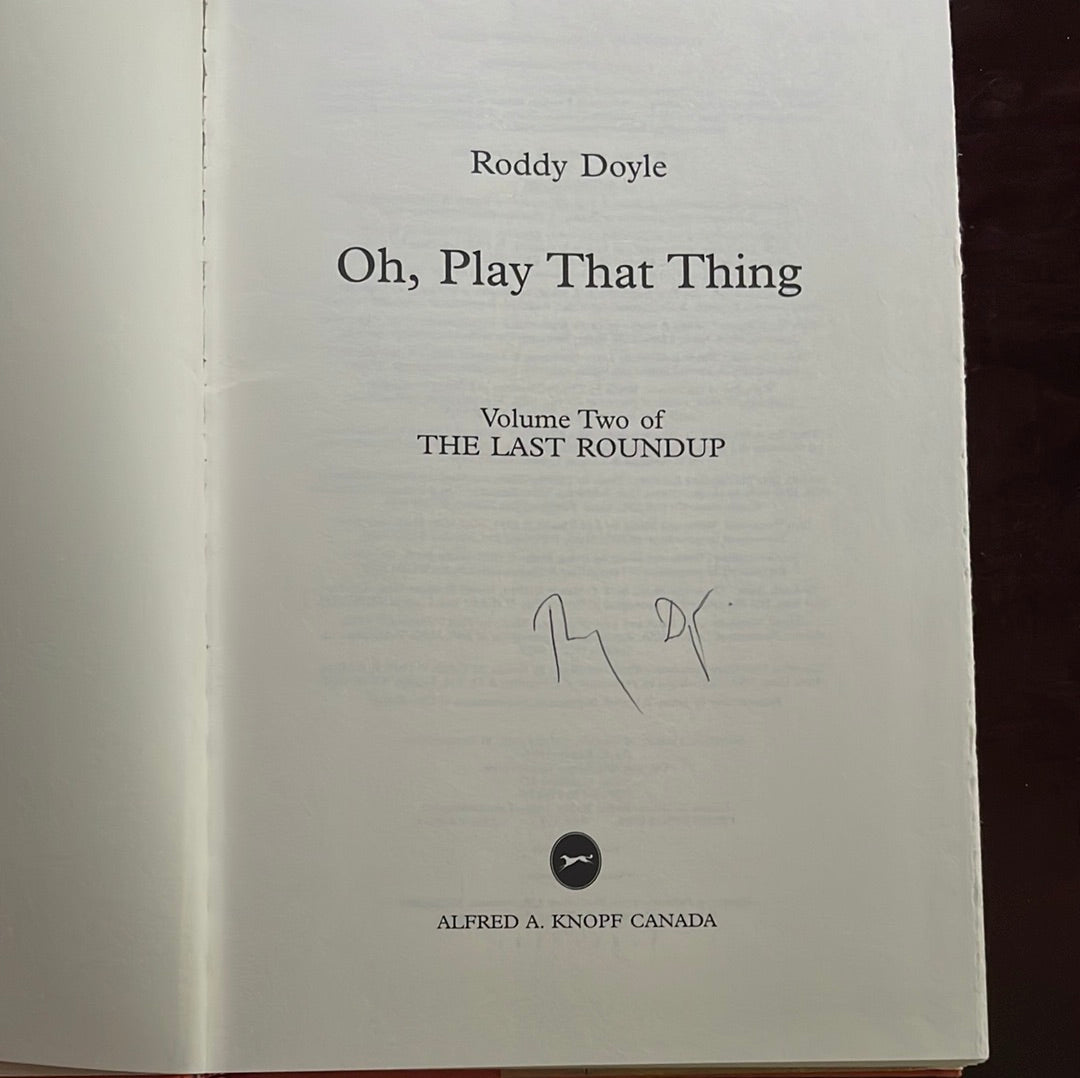 Roddy Doyle
Oh, Play That Thing
Volume Two of
THE LAST ROUNDUP
ALFRED A. KNOPF CANADA